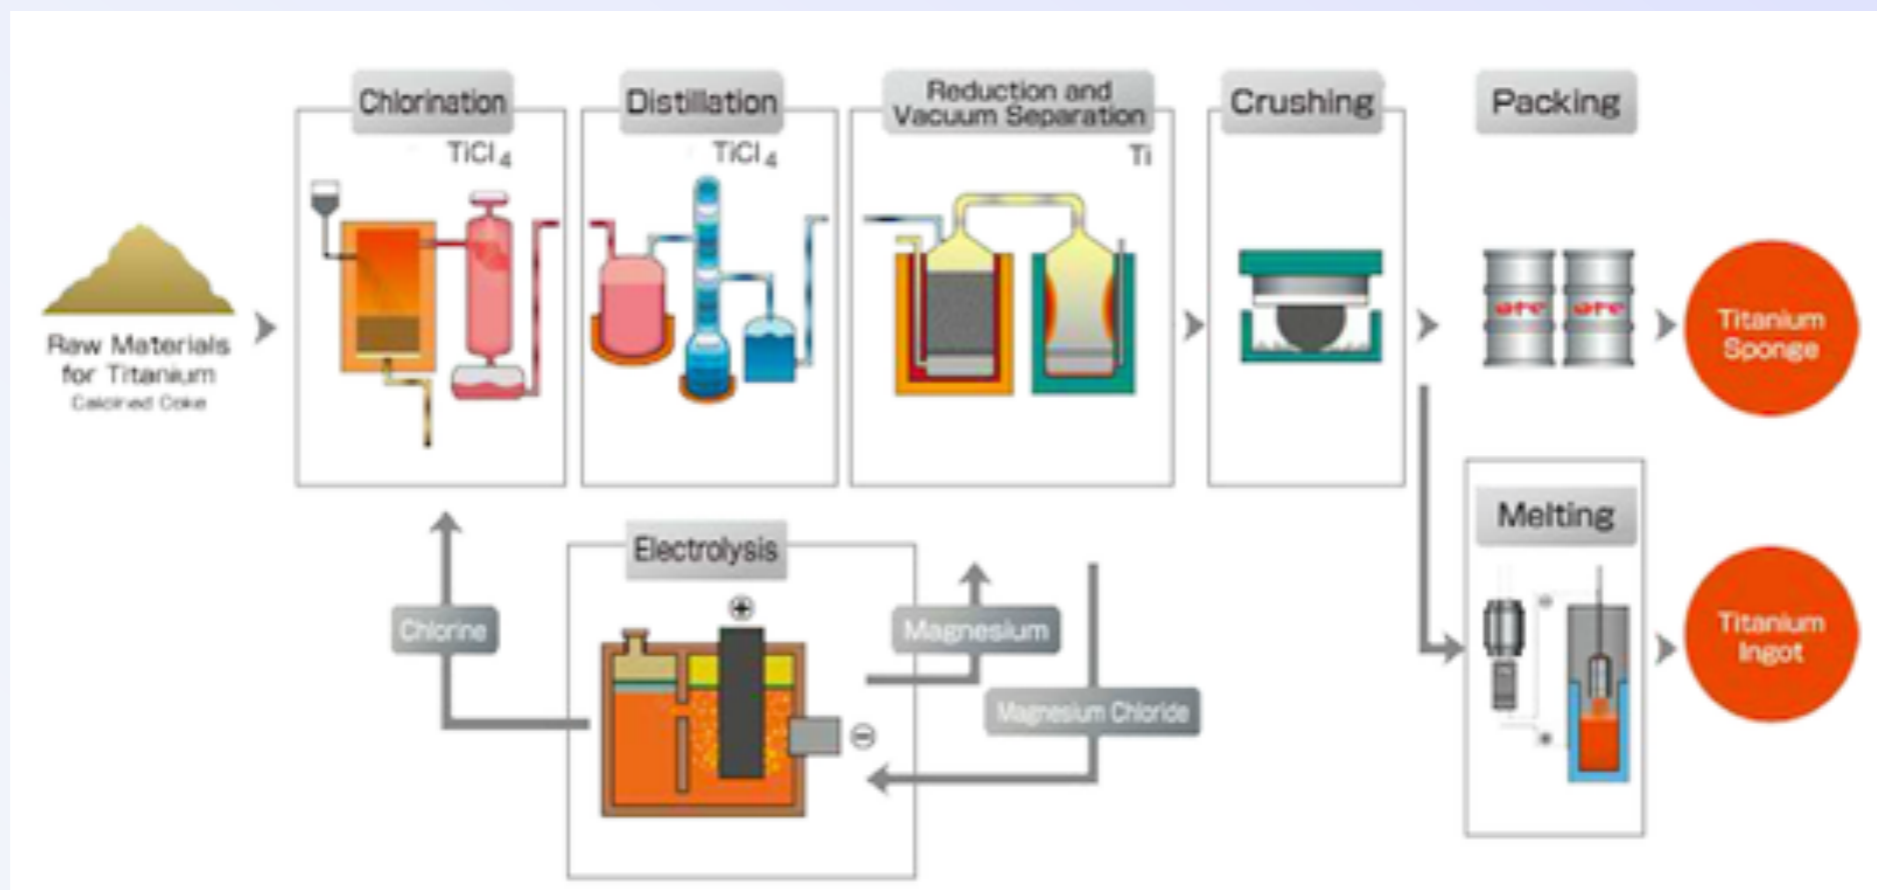 Chlorination
Distillation
Reduction and
Vacuum Separation
Crushing
Packing
TiCl4
TiCl4
Ti
Raw Materials
for Titanium
Calcined Coke
Titanium
Sponge
Electrolysis
Melting
Chlorine
Magnesium
Magnesium Chloride
Titanium
Ingot